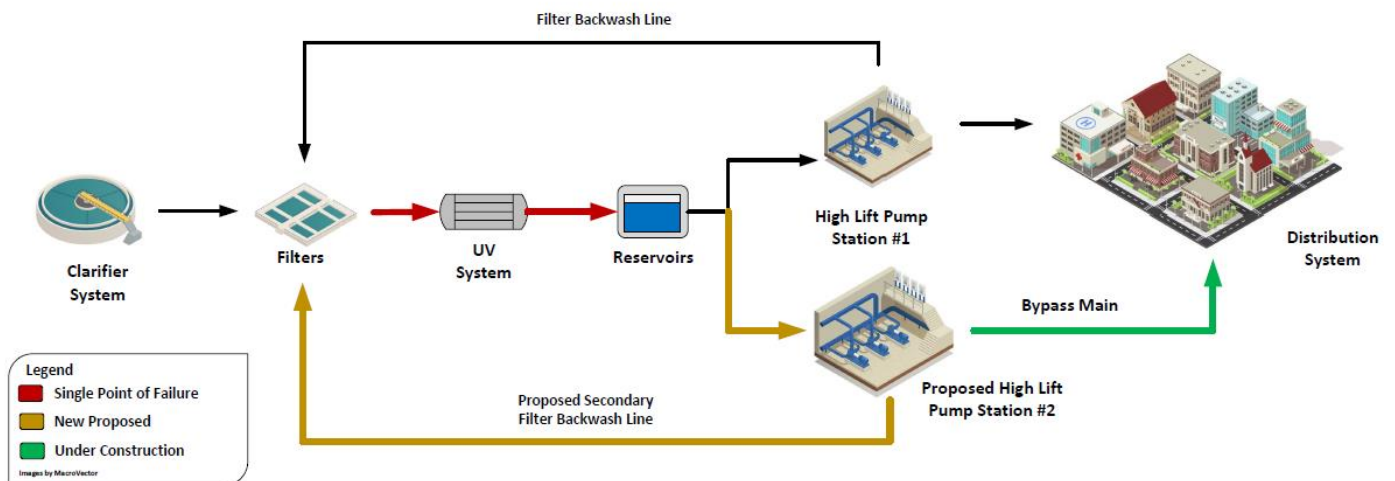 Filter Backwash Line
Clarifier
System
Filters
UV
System
Reservoirs
High Lift Pump
Station #1
H
Distribution
System
Bypass Main
Proposed High Lift
Pump Station #2
Proposed Secondary
Filter Backwash Line
Legend
Single Point of Failure
New Proposed
Under Construction
Images by MacroVector